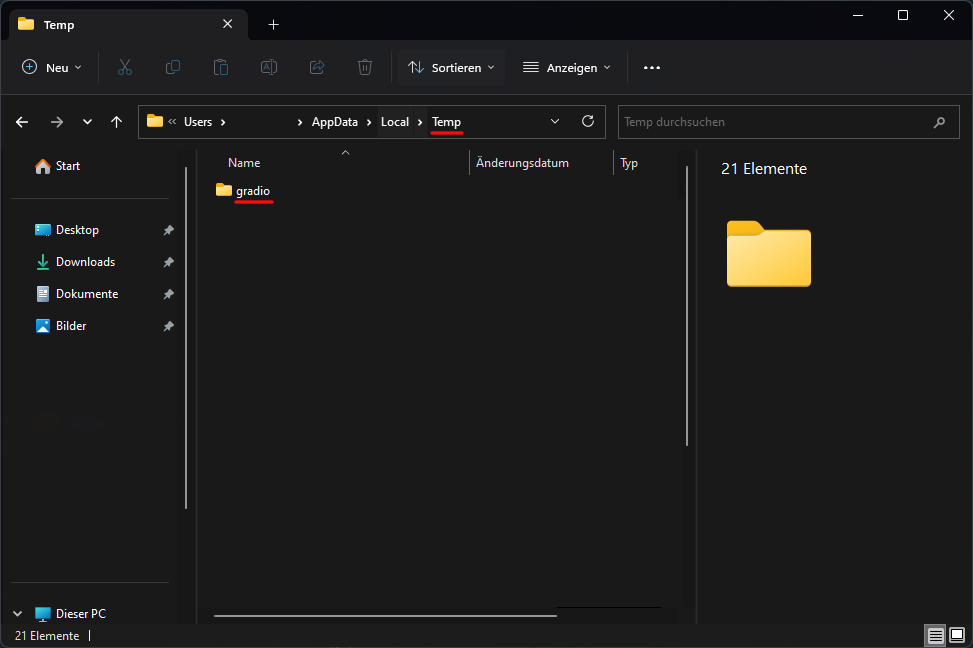 Temp
Neu
Sortieren
Anzeigen
« Users › › AppData › Local › Temp
Temp durchsuchen
Start
Desktop
Downloads
Dokumente
Bilder
Dieser PC
Name Änderungsdatum Typ
gradio
21 Elemente
21 Elemente